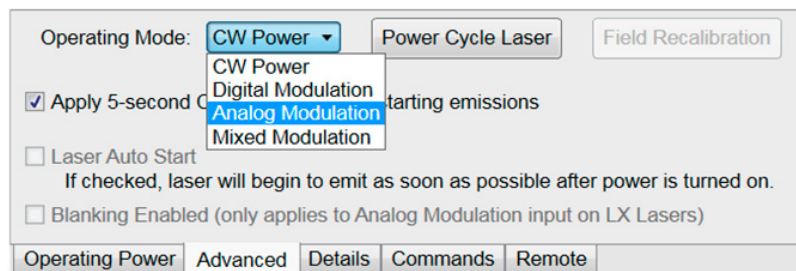 Operating Mode: CW Power Power Cycle Laser Field Recalibration
CW Power
Digital Modulation
Apply 5-second C
Analog Modulation
tarting emissions
Mixed Modulation
Laser Auto Start
If checked, laser will begin to emit as soon as possible after power is turned on.
Blanking Enabled (only applies to Analog Modulation input on LX Lasers)
Operating Power Advanced Details Commands Remote